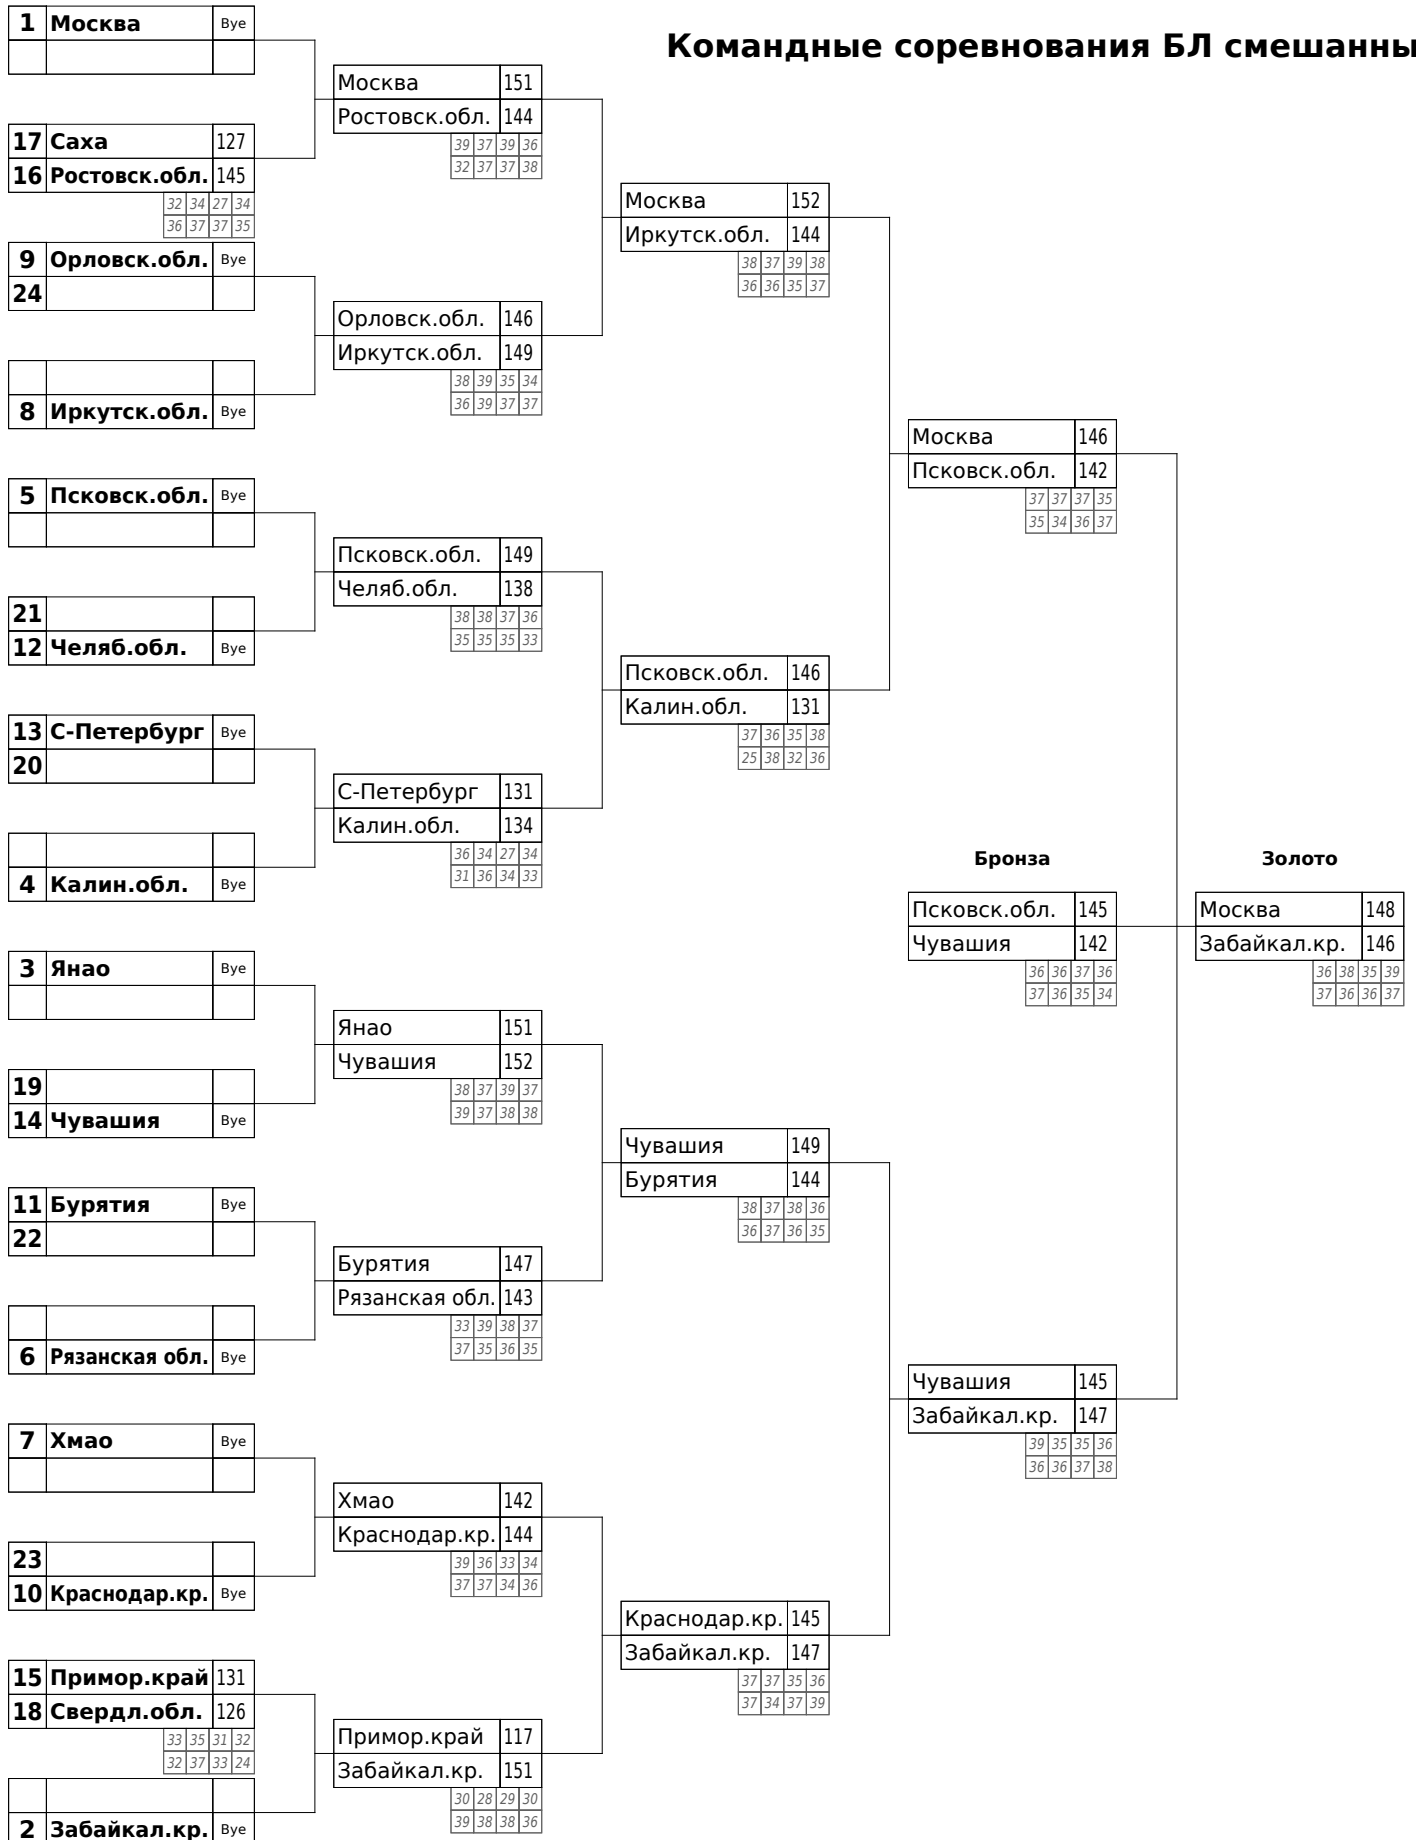 Командные соревнования БЛ смешанны
1 Москва Bye
17 Саха 127
16 Ростовск.обл. 145
32 34 27 34
36 37 37 35
9 Орловск.обл. Bye
24
8 Иркутск.обл. Bye
5 Псковск.обл. Bye
21
12 Челяб.обл. Bye
13 С-Петербург Bye
20
4 Калин.обл. Bye
3 Янао Bye
19
14 Чувашия Bye
11 Бурятия Bye
22
6 Рязанская обл. Bye
7 Хмао Bye
23
10 Краснодар.кр. Bye
15 Примор.край 131
18 Свердл.обл. 126
33 35 31 32
32 37 33 24
2 Забайкал.кр. Bye
Москва 151
Ростовск.обл. 144
39 37 39 36
32 37 37 38
Орловск.обл. 146
Иркутск.обл. 149
38 39 35 34
36 39 37 37
Псковск.обл. 149
Челяб.обл. 138
38 38 37 36
35 35 35 33
С-Петербург 131
Калин.обл. 134
36 34 27 34
31 36 34 33
Янао 151
Чувашия 152
38 37 39 37
39 37 38 38
Бурятия 147
Рязанская обл. 143
33 39 38 37
37 35 36 35
Хмао 142
Краснодар.кр. 144
39 36 33 34
37 37 34 36
Примор.край 117
Забайкал.кр. 151
30 28 29 30
39 38 38 36
Москва 152
Иркутск.обл. 144
38 37 39 38
36 36 35 37
Псковск.обл. 146
Калин.обл. 131
37 36 35 38
25 38 32 36
Чувашия 149
Бурятия 144
38 37 38 36
36 37 36 35
Краснодар.кр. 145
Забайкал.кр. 147
37 37 35 36
37 34 37 39
Москва 146
Псковск.обл. 142
37 37 37 35
35 34 36 37
Чувашия 145
Забайкал.кр. 147
39 35 35 36
36 36 37 38
Бронза
Псковск.обл. 145
Чувашия 142
36 36 37 36
37 36 35 34
Золото
Москва 148
Забайкал.кр. 146
36 38 35 39
37 36 36 37